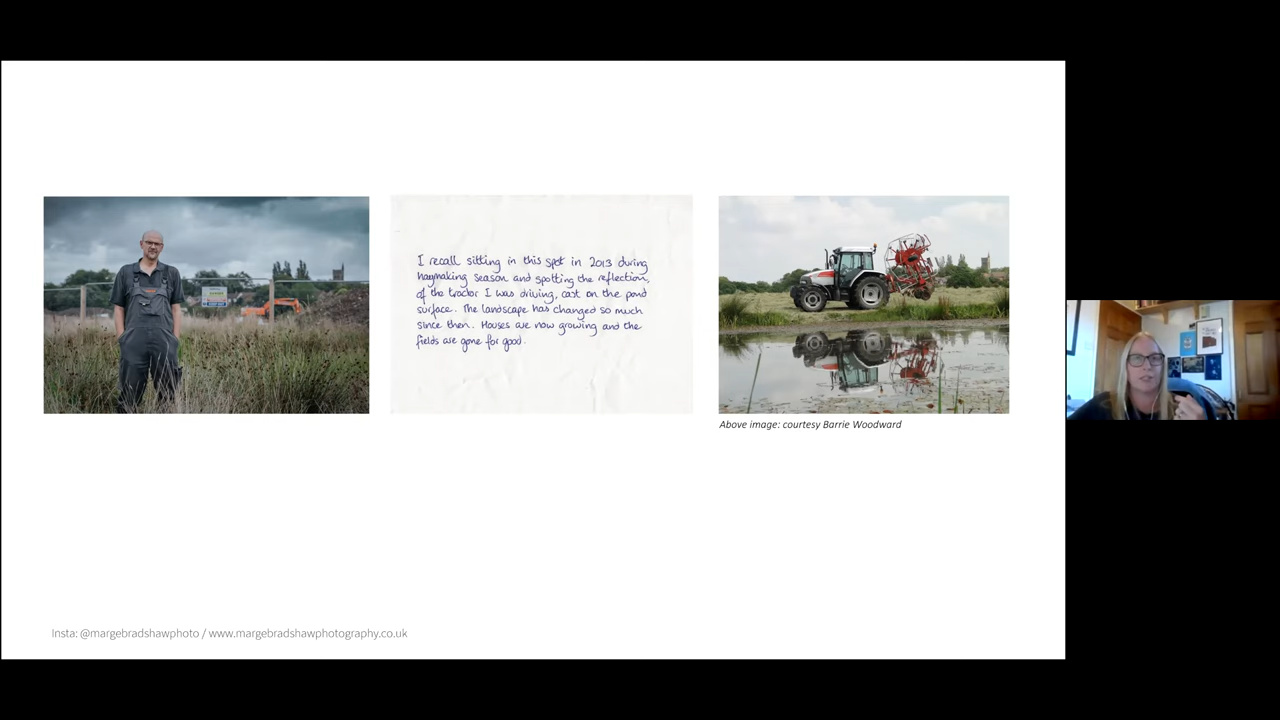 I recall sitting in this spot in 2013 during
haymaking season and spotting the reflection,
of the tractor I was driving, cast on the pond
surface. The landscape has changed so much
since then. Houses are now growing and the
fields are gone for good.
Above image: courtesy Barrie Woodward
Insta: @margebradshawphoto / www.margebradshawphotography.co.uk